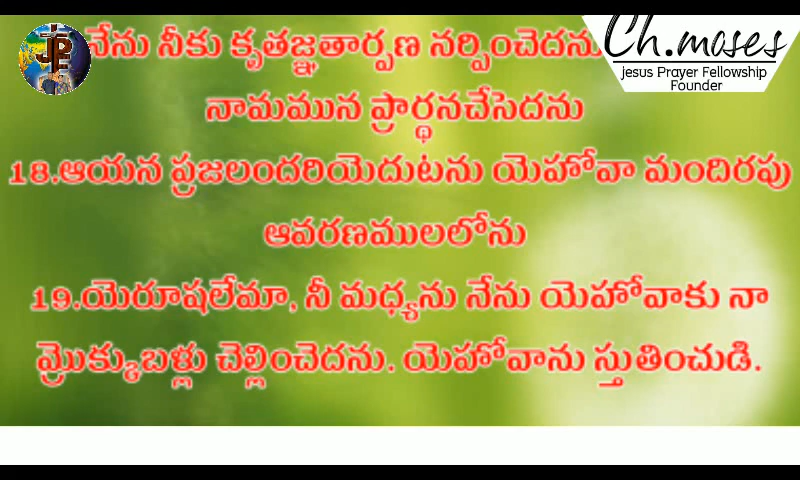 నేను నీకు కృతజ్ఞతార్పణ నర్పించెదను
నామమున ప్రార్థనచేసెదను
18.ఆయన ప్రజలందరియెదుటను యెహోవా మందిరపు
ఆవరణములలోను
19.యెరూషలేమా, నీ మధ్యను నేను యెహోవాకు నా
మ్రొక్కుబళ్లు చెల్లించెదను. యెహోవాను స్తుతించుడి.
Ch.moses
Jesus Prayer Fellowship
Founder